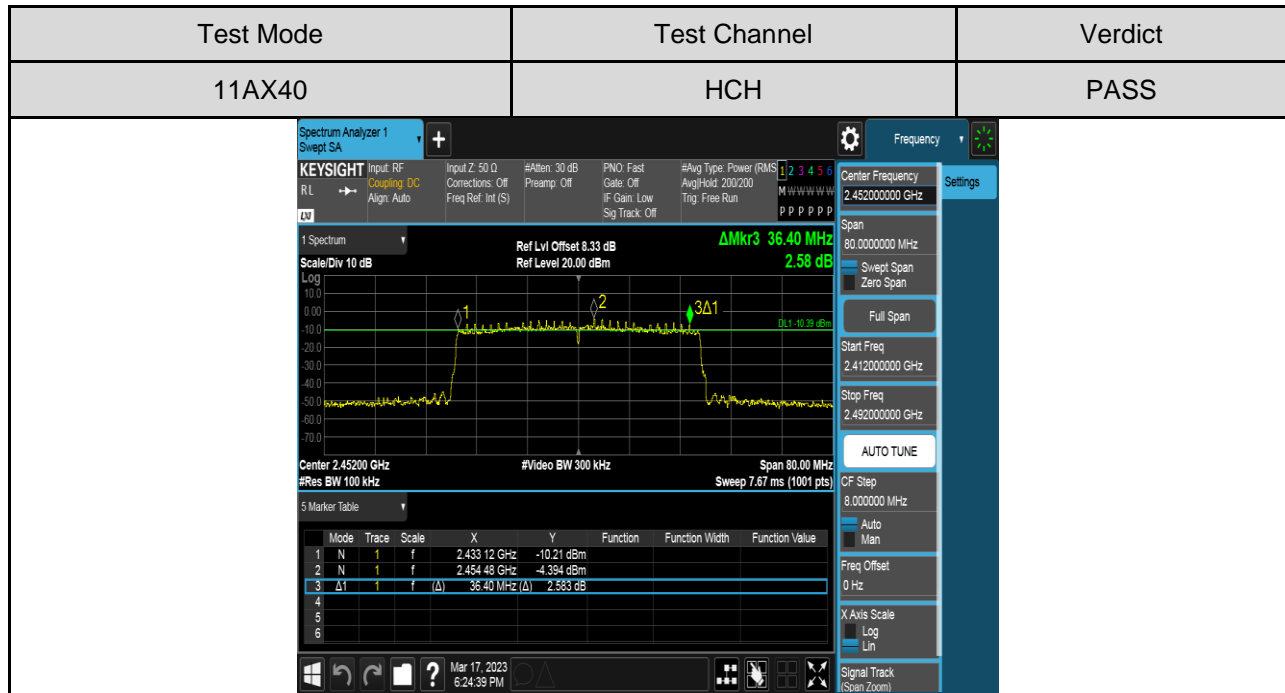 Test Mode Test Channel Verdict
11AX40 HCH PASS
Spectrum Analyzer 1
Swept SA
+
Frequency
KEYSIGHT Input: RF Input Z: 50 Ω #Atten: 30 dB PNO: Fast #Avg Type: Power (RMS 1 2 3 4 5 6
RL Coupling: DC Corrections: Off Preamp: Off Gate: Off Avg|Hold: 200/200 M W W W W W
Align: Auto Freq Ref: Int (S) IF Gain: Low Trig: Free Run
LXI Sig Track: Off P P P P P P
1 Spectrum
Ref Lvl Offset 8.33 dB ΔMkr3 36.40 MHz
Scale/Div 10 dB Ref Level 20.00 dBm 2.58 dB
Log
10.0
0.00
-10.0
-20.0
-30.0
-40.0
-50.0
-60.0
-70.0
1 2 3Δ1
DL1 -10.39 dBm
Center 2.45200 GHz #Video BW 300 kHz Span 80.00 MHz
#Res BW 100 kHz Sweep 7.67 ms (1001 pts)
5 Marker Table
Mode Trace Scale X Y Function Function Width Function Value
1 N 1 f 2.433 12 GHz -10.21 dBm
2 N 1 f 2.454 48 GHz -4.394 dBm
3 Δ1 1 f (Δ) 36.40 MHz (Δ) 2.583 dB
4
5
6
Mar 17, 2023
6:24:39 PM
?
Center Frequency
2.452000000 GHz
Settings
Span
80.0000000 MHz
Swept Span
Zero Span
Full Span
Start Freq
2.412000000 GHz
Stop Freq
2.492000000 GHz
AUTO TUNE
CF Step
8.000000 MHz
Auto
Man
Freq Offset
0 Hz
X Axis Scale
Log
Lin
Signal Track
(Span Zoom)